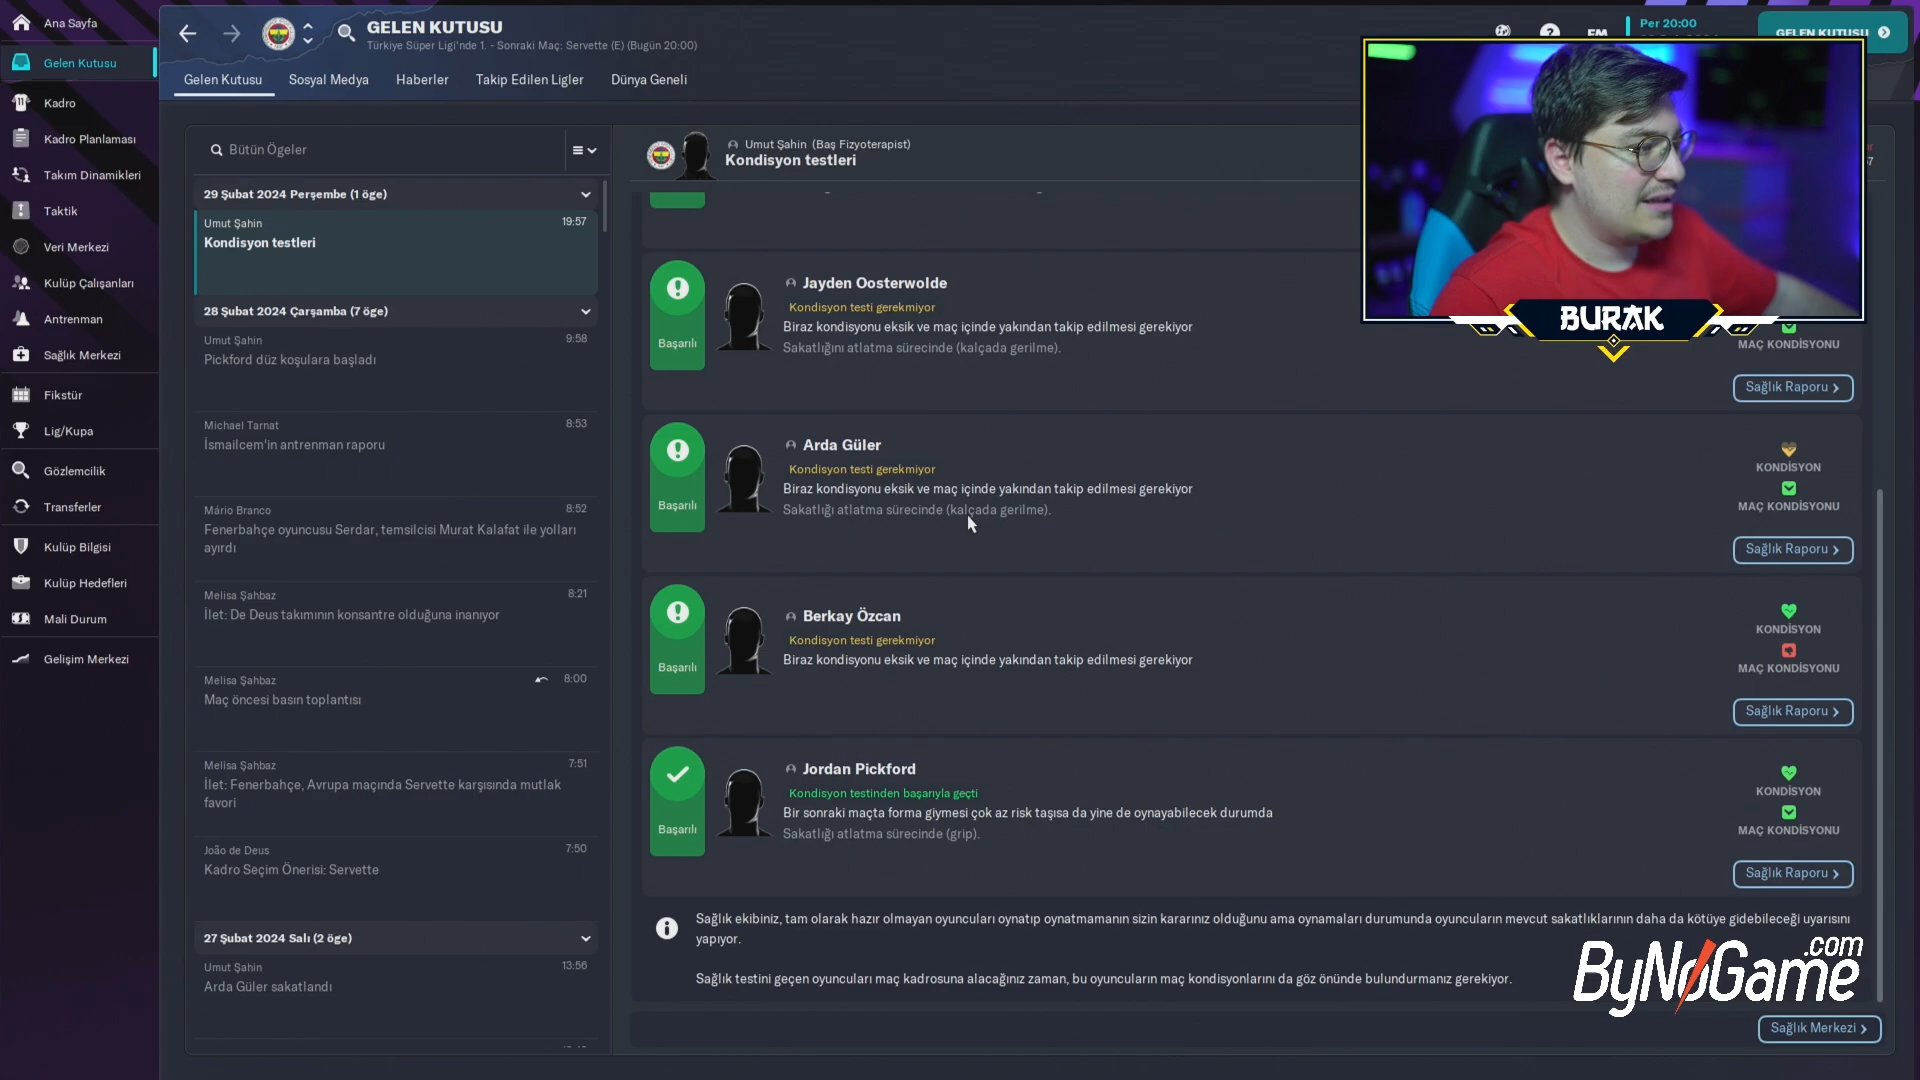 Ana Sayfa
Gelen Kutusu
Kadro
Kadro Planlaması
Takım Dinamikleri
Taktik
Veri Merkezi
Kulüp Çalışanları
Antrenman
Sağlık Merkezi
Fikstür
Lig/Kupa
Gözlemcilik
Transferler
Kulüp Bilgisi
Kulüp Hedefleri
Mali Durum
Gelişim Merkezi
GELEN KUTUSU
Türkiye Süper Ligi'nde 1. - Sonraki Maç: Servette (E) (Bugün 20:00)
FM
Per 20:00
GELEN KUTUSU
Gelen Kutusu
Sosyal Medya
Haberler
Takip Edilen Ligler
Dünya Geneli
Bütün Ögeler
29 Şubat 2024 Perşembe (1 öge)
Umut Şahin 19:57
Kondisyon testleri
28 Şubat 2024 Çarşamba (7 öge)
Umut Şahin 9:58
Pickford düz koşulara başladı
Michael Tarnat 8:53
İsmailcem'in antrenman raporu
Mário Branco 8:52
Fenerbahçe oyuncusu Serdar, temsilcisi Murat Kalafat ile yolları
ayırdı
Melisa Şahbaz 8:21
İlet: De Deus takımının konsantre olduğuna inanıyor
Melisa Şahbaz 8:00
Maç öncesi basın toplantısı
Melisa Şahbaz 7:51
İlet: Fenerbahçe, Avrupa maçında Servette karşısında mutlak
favori
João de Deus 7:50
Kadro Seçim Önerisi: Servette
27 Şubat 2024 Salı (2 öge)
Umut Şahin 13:56
Arda Güler sakatlandı
Umut Şahin (Baş Fizyoterapist)
Kondisyon testleri
Başarılı
Jayden Oosterwolde
Kondisyon testi gerekmiyor
Biraz kondisyonu eksik ve maç içinde yakından takip edilmesi gerekiyor
Sakatlığını atlatma sürecinde (kalçada gerilme).
MAÇ KONDİSYONU
Sağlık Raporu
Başarılı
Arda Güler
Kondisyon testi gerekmiyor
Biraz kondisyonu eksik ve maç içinde yakından takip edilmesi gerekiyor
Sakatlığı atlatma sürecinde (kalçada gerilme).
KONDİSYON
MAÇ KONDİSYONU
Sağlık Raporu
Başarılı
Berkay Özcan
Kondisyon testi gerekmiyor
Biraz kondisyonu eksik ve maç içinde yakından takip edilmesi gerekiyor
KONDİSYON
MAÇ KONDİSYONU
Sağlık Raporu
Başarılı
Jordan Pickford
Kondisyon testinden başarıyla geçti
Bir sonraki maçta forma giymesi çok az risk taşısa da yine de oynayabilecek durumda
Sakatlığı atlatma sürecinde (grip).
KONDİSYON
MAÇ KONDİSYONU
Sağlık Raporu
Sağlık ekibiniz, tam olarak hazır olmayan oyuncuları oynatıp oynatmamanın sizin kararınız olduğunu ama oynamaları durumunda oyuncuların mevcut sakatlıklarının daha da kötüye gidebileceği uyarısını
yapıyor.
Sağlık testini geçen oyuncuları maç kadrosuna alacağınız zaman, bu oyuncuların maç kondisyonlarını da göz önünde bulundurmanız gerekiyor.
Sağlık Merkezi
BURAK
ByNoGame.com